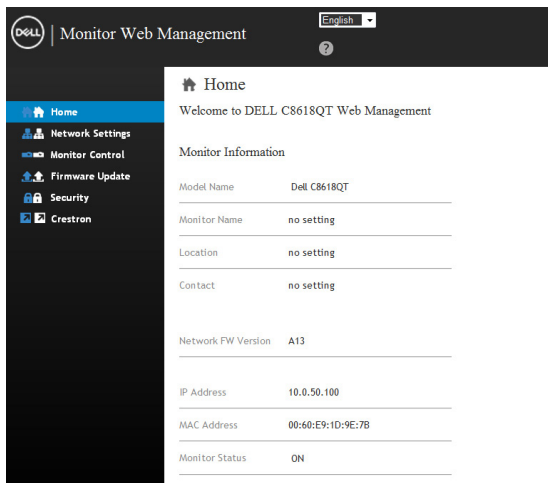 DELL | Monitor Web Management
English
?
Home
Welcome to DELL C8618QT Web Management
Home
Network Settings
Monitor Control
Firmware Update
Security
Crestron
Monitor Information
Model Name Dell C8618QT
Monitor Name no setting
Location no setting
Contact no setting
Network FW Version A13
IP Address 10.0.50.100
MAC Address 00:60:E9:1D:9E:7B
Monitor Status ON